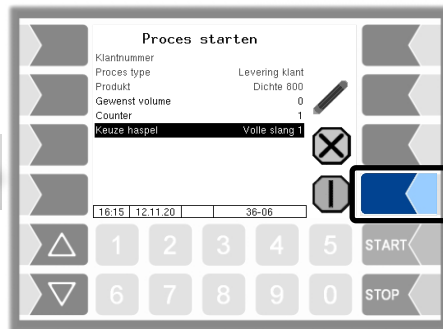 Proces starten
Klantnummer
Proces type Levering klant
Produkt Dichte 800
Gewenst volume 0
Counter 1
Keuze haspel Volle slang 1
16:15 12.11.20 36-06
1 2 3 4 5 START
6 7 8 9 0 STOP